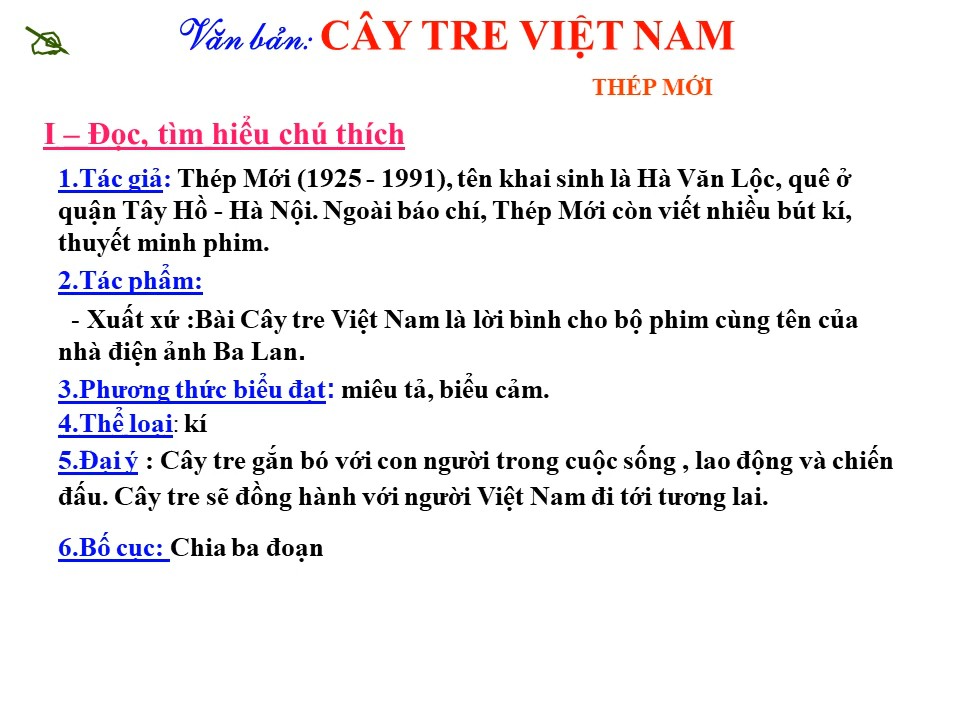 Văn bản: CÂY TRE VIỆT NAM
THÉP MỚI
I – Đọc, tìm hiểu chú thích
1.Tác giả: Thép Mới (1925 - 1991), tên khai sinh là Hà Văn Lộc, quê ở
quận Tây Hồ - Hà Nội. Ngoài báo chí, Thép Mới còn viết nhiều bút kí,
thuyết minh phim.
2.Tác phẩm:
- Xuất xứ :Bài Cây tre Việt Nam là lời bình cho bộ phim cùng tên của
nhà điện ảnh Ba Lan.
3.Phương thức biểu đạt: miêu tả, biểu cảm.
4.Thể loại: kí
5.Đại ý : Cây tre gắn bó với con người trong cuộc sống , lao động và chiến
đấu. Cây tre sẽ đồng hành với người Việt Nam đi tới tương lai.
6.Bố cục: Chia ba đoạn